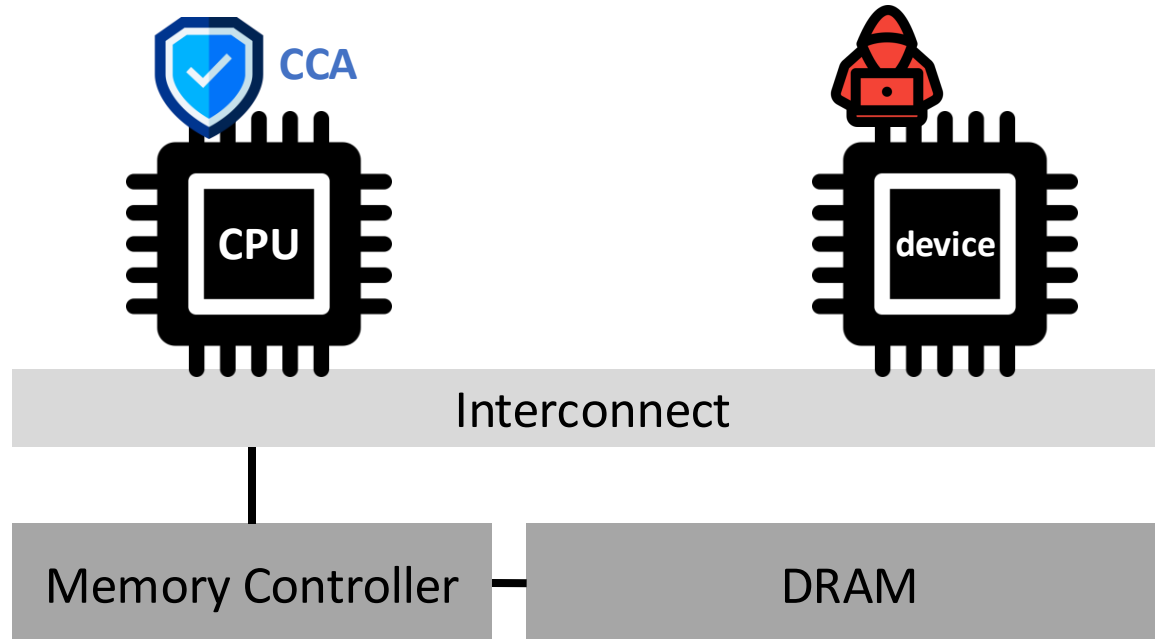 CCA
CPU
device
Interconnect
Memory Controller
DRAM